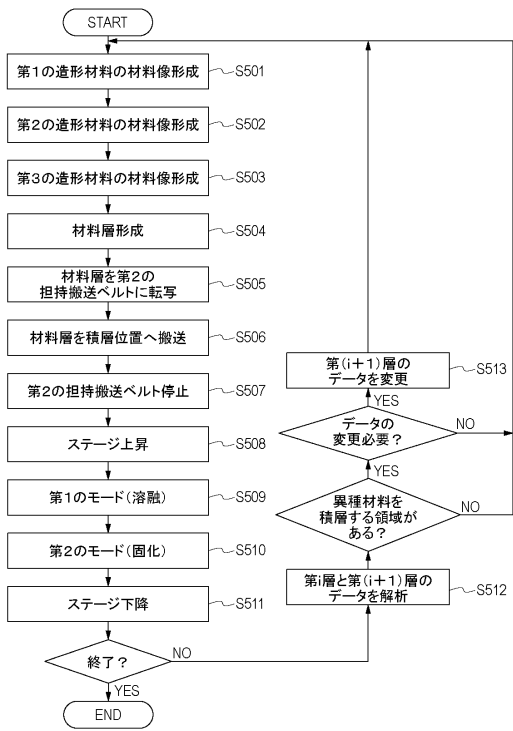 START
第1の造形材料の材料像形成
S501
第2の造形材料の材料像形成
S502
第3の造形材料の材料像形成
S503
材料層形成
S504
材料層を第2の
担持搬送ベルトに転写
S505
材料層を積層位置へ搬送
S506
第2の担持搬送ベルト停止
S507
ステージ上昇
S508
第1のモード(溶融)
S509
第2のモード(固化)
S510
ステージ下降
S511
終了?
NO
YES
END
第i層と第(i+1)層の
データを解析
S512
異種材料を
積層する領域が
ある?
NO
YES
データの
変更必要?
NO
YES
第(i+1)層の
データを変更
S513